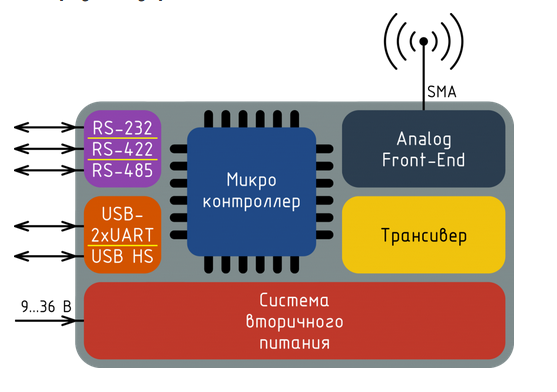 SMA
RS-232
RS-422
RS-485
Analog
Front-End
Микро
контроллер
USB-
2xUART
USB HS
Трансивер
9...36 В
Система
вторичного
питания